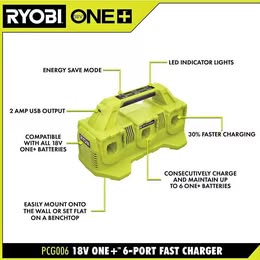 RYOBI 18V ONE+
LED INDICATOR LIGHTS
ENERGY SAVE MODE
2 AMP USB OUTPUT
30% FASTER CHARGING
COMPATIBLE
WITH ALL 18V
ONE+ BATTERIES
CONSECUTIVELY CHARGE
AND MAINTAIN UP
TO 6 ONE+ BATTERIES
RYOBI
EASILY MOUNT ONTO
THE WALL OR SET FLAT
ON A BENCHTOP
PCG006 18V ONE+™ 6-PORT FAST CHARGER